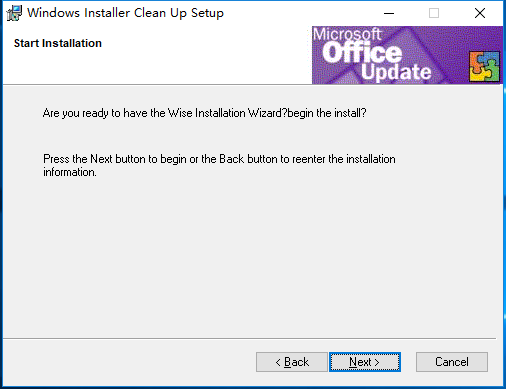 Windows Installer Clean Up Setup
Start Installation
Microsoft
Office
Update
Are you ready to have the Wise Installation Wizard?begin the install?
Press the Next button to begin or the Back button to reenter the installation
information.
< Back
Next >
Cancel